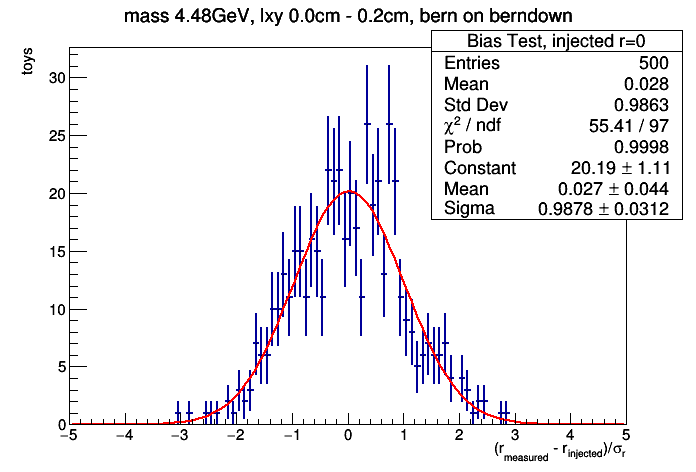 mass 4.48GeV, lxy 0.0cm - 0.2cm, bern on berndown
toys
Bias Test, injected r=0
Entries 500
Mean 0.028
Std Dev 0.9863
χ² / ndf 55.41 / 97
Prob 0.9998
Constant 20.19 ± 1.11
Mean 0.027 ± 0.044
Sigma 0.9878 ± 0.0312
30
25
20
15
10
5
0
−5 −4 −3 −2 −1 0 1 2 3 4 5
(r_measured - r_injected)/σ_r